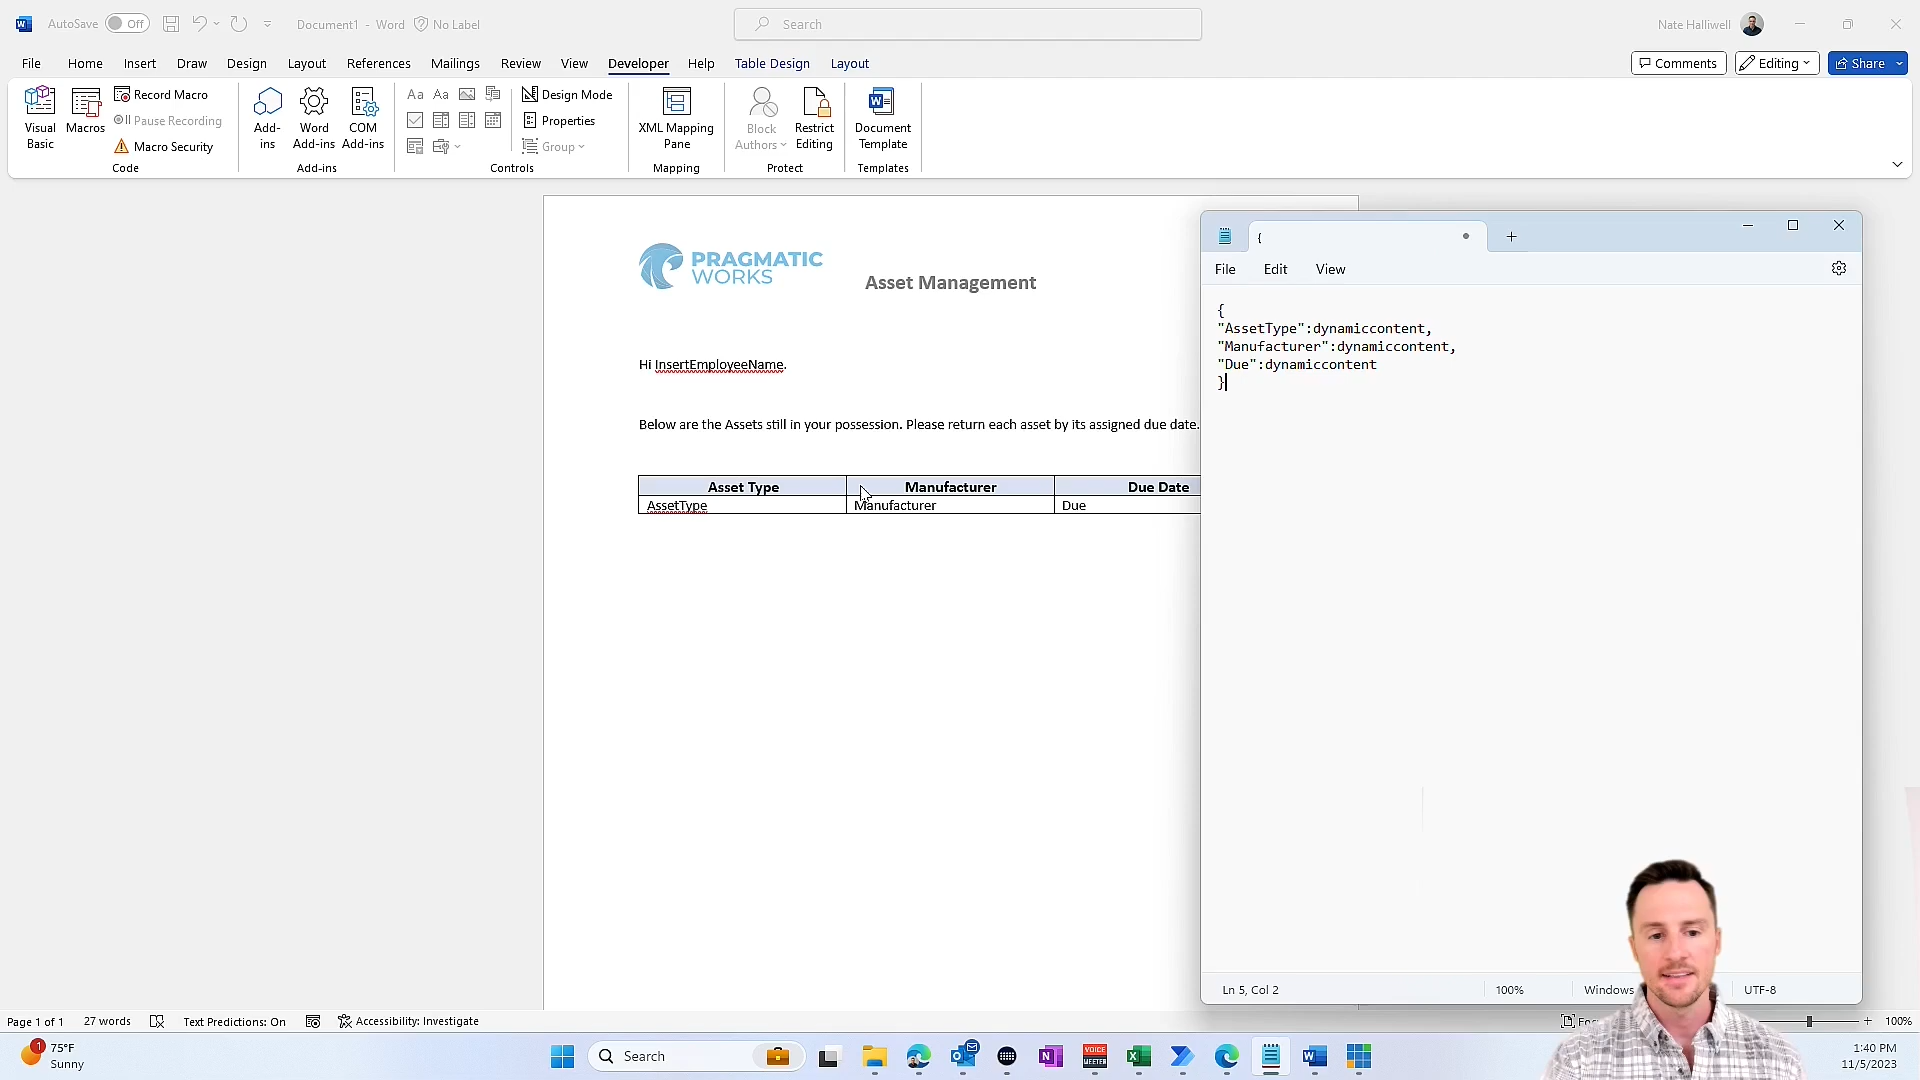 AutoSave Off Document1 - Word No Label Search Nate Halliwell
File Home Insert Draw Design Layout References Mailings Review View Developer Help Table Design Layout Comments Editing Share
Visual Basic
Macros
Record Macro
Pause Recording
Macro Security
Code
Add-ins
Word Add-ins
COM Add-ins
Add-ins
Aa Aa
Design Mode
Properties
Group
Controls
XML Mapping Pane
Mapping
Block Authors
Restrict Editing
Protect
Document Template
Templates
PRAGMATIC
WORKS
Asset Management
Hi InsertEmployeeName.
Below are the Assets still in your possession. Please return each asset by its assigned due date.
Asset Type Manufacturer Due Date
AssetType Manufacturer Due
{
File Edit View
{
"AssetType":dynamiccontent,
"Manufacturer":dynamiccontent,
"Due":dynamiccontent
}
Ln 5, Col 2 100% Windows UTF-8
Page 1 of 1 27 words Text Predictions: On Accessibility: Investigate 100%
1
75°F
Sunny
Search
VOICE
MEETER
1:40 PM
11/5/2023